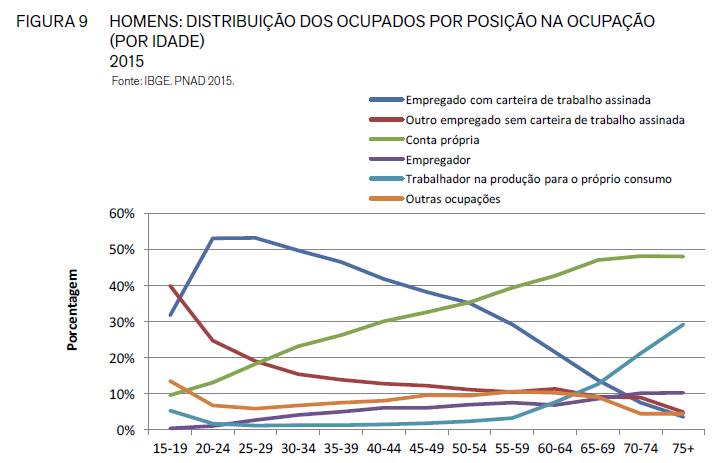 FIGURA 9
HOMENS: DISTRIBUIÇÃO DOS OCUPADOS POR POSIÇÃO NA OCUPAÇÃO
(POR IDADE)
2015
Fonte: IBGE. PNAD 2015.
Empregado com carteira de trabalho assinada
Outro empregado sem carteira de trabalho assinada
Conta própria
Empregador
Trabalhador na produção para o próprio consumo
Outras ocupações
Porcentagem
60%
50%
40%
30%
20%
10%
0%
15-19 20-24 25-29 30-34 35-39 40-44 45-49 50-54 55-59 60-64 65-69 70-74 75+